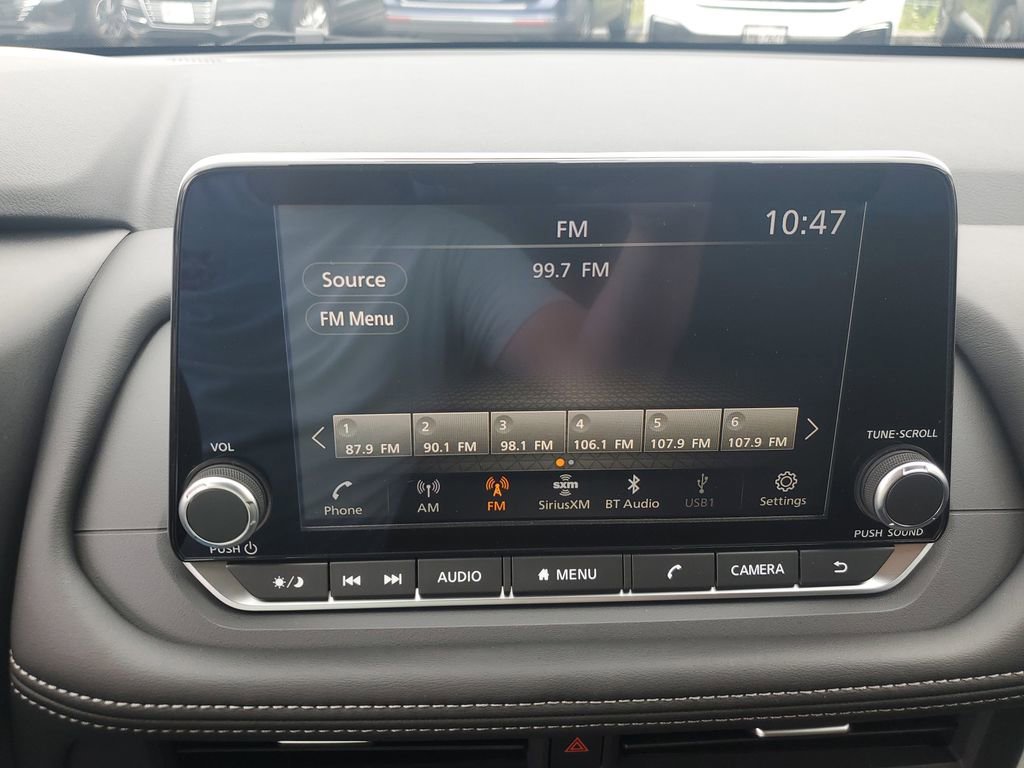 FM
10:47
99.7 FM
Source
FM Menu
1 87.9 FM
2 90.1 FM
3 98.1 FM
4 106.1 FM
5 107.9 FM
6 107.9 FM
Phone
AM
FM
sxm
SiriusXM
BT Audio
USB1
Settings
VOL
PUSH
TUNE·SCROLL
PUSH SOUND
AUDIO
MENU
CAMERA